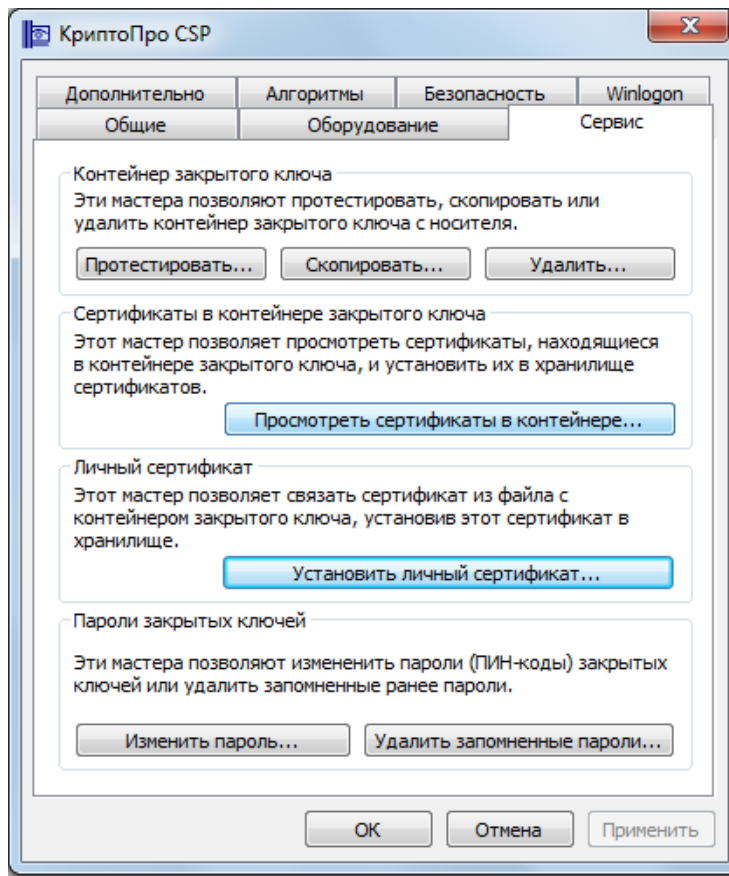 КриптоПро CSP
Дополнительно Алгоритмы Безопасность Winlogon
Общие Оборудование Сервис
Контейнер закрытого ключа
Эти мастера позволяют протестировать, скопировать или
удалить контейнер закрытого ключа с носителя.
Протестировать... Скопировать... Удалить...
Сертификаты в контейнере закрытого ключа
Этот мастер позволяет просмотреть сертификаты, находящиеся
в контейнере закрытого ключа, и установить их в хранилище
сертификатов.
Просмотреть сертификаты в контейнере...
Личный сертификат
Этот мастер позволяет связать сертификат из файла с
контейнером закрытого ключа, установив этот сертификат в
хранилище.
Установить личный сертификат...
Пароли закрытых ключей
Эти мастера позволяют измененить пароли (ПИН-коды) закрытых
ключей или удалить запомненные ранее пароли.
Изменить пароль... Удалить запомненные пароли...
ОК Отмена Применить